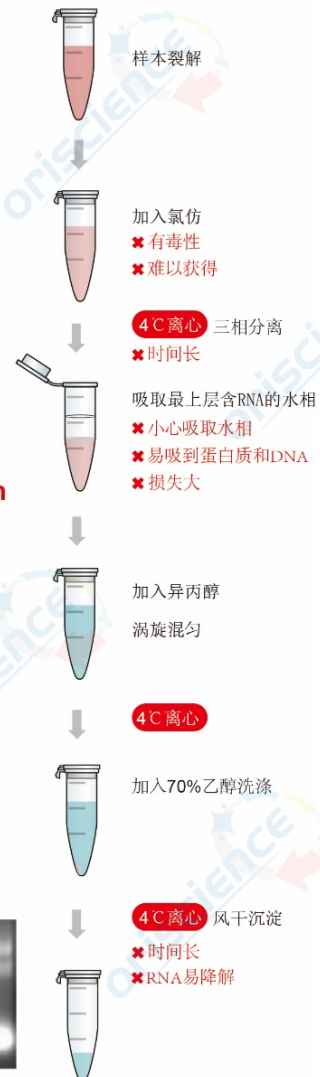 样本裂解
加入氯仿
✖有毒性
✖难以获得
4℃离心 三相分离
✖时间长
吸取最上层含RNA的水相
✖小心吸取水相
✖易吸到蛋白质和DNA
✖损失大
n
加入异丙醇
涡旋混匀
4℃离心
加入70%乙醇洗涤
4℃离心 风干沉淀
✖时间长
✖RNA易降解
oriscience